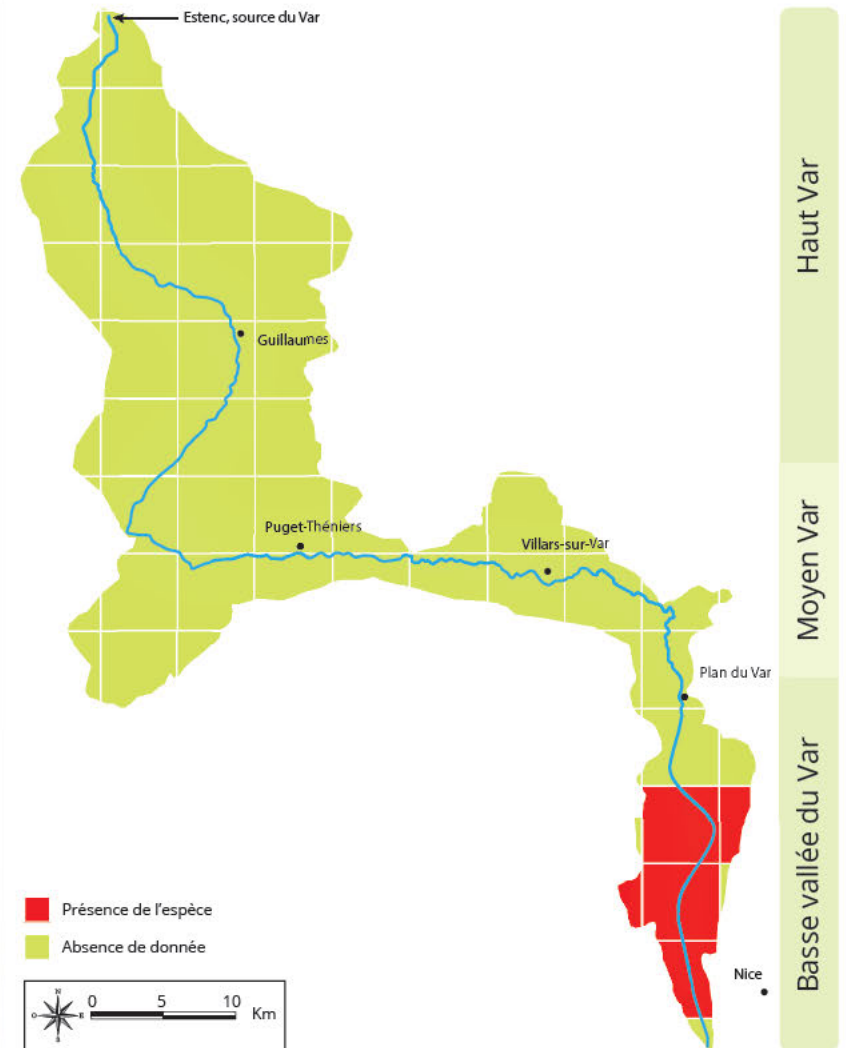 Estenc, source du Var
Haut Var
Guillaumes
Puget-Théniers
Villars-sur-Var
Moyen Var
Plan du Var
Basse vallée du Var
Présence de l'espèce
Absence de donnée
Nice
N
O E
S
0 5 10 Km